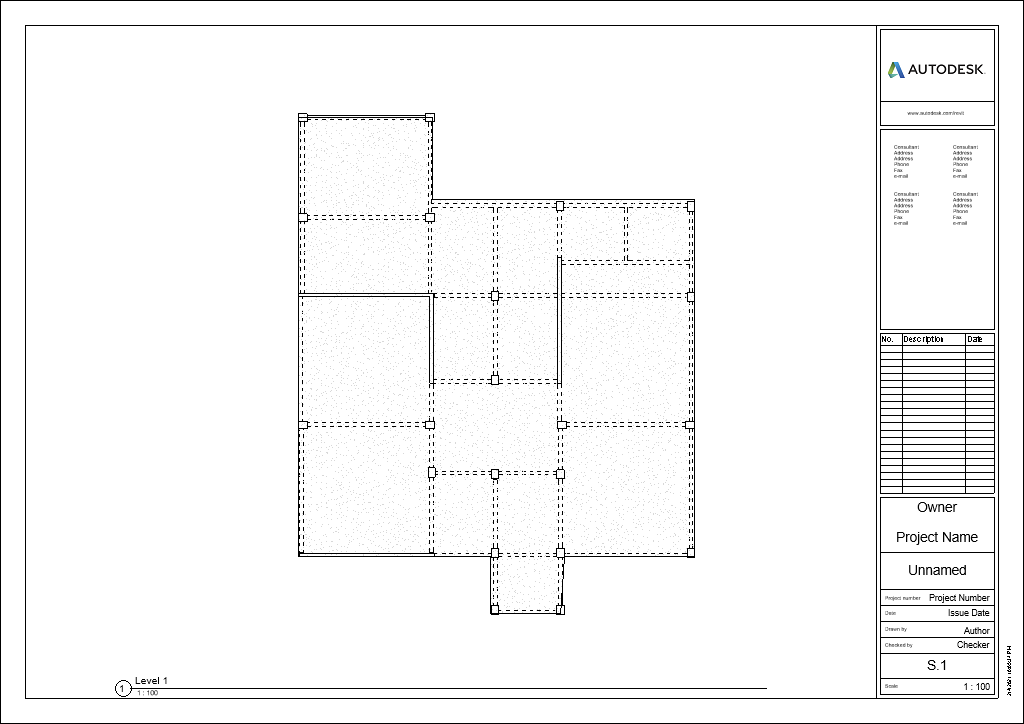 AUTODESK
www.autodesk.com/revit
Consultant Consultant
Address Address
Address Address
Phone Phone
Fax Fax
e-mail e-mail
Consultant Consultant
Address Address
Address Address
Phone Phone
Fax Fax
e-mail e-mail
No. Description Date
Owner
Project Name
Unnamed
Project number Project Number
Date Issue Date
Drawn by Author
Checked by Checker
S.1
Scale 1 : 100
1 Level 1
1 : 100